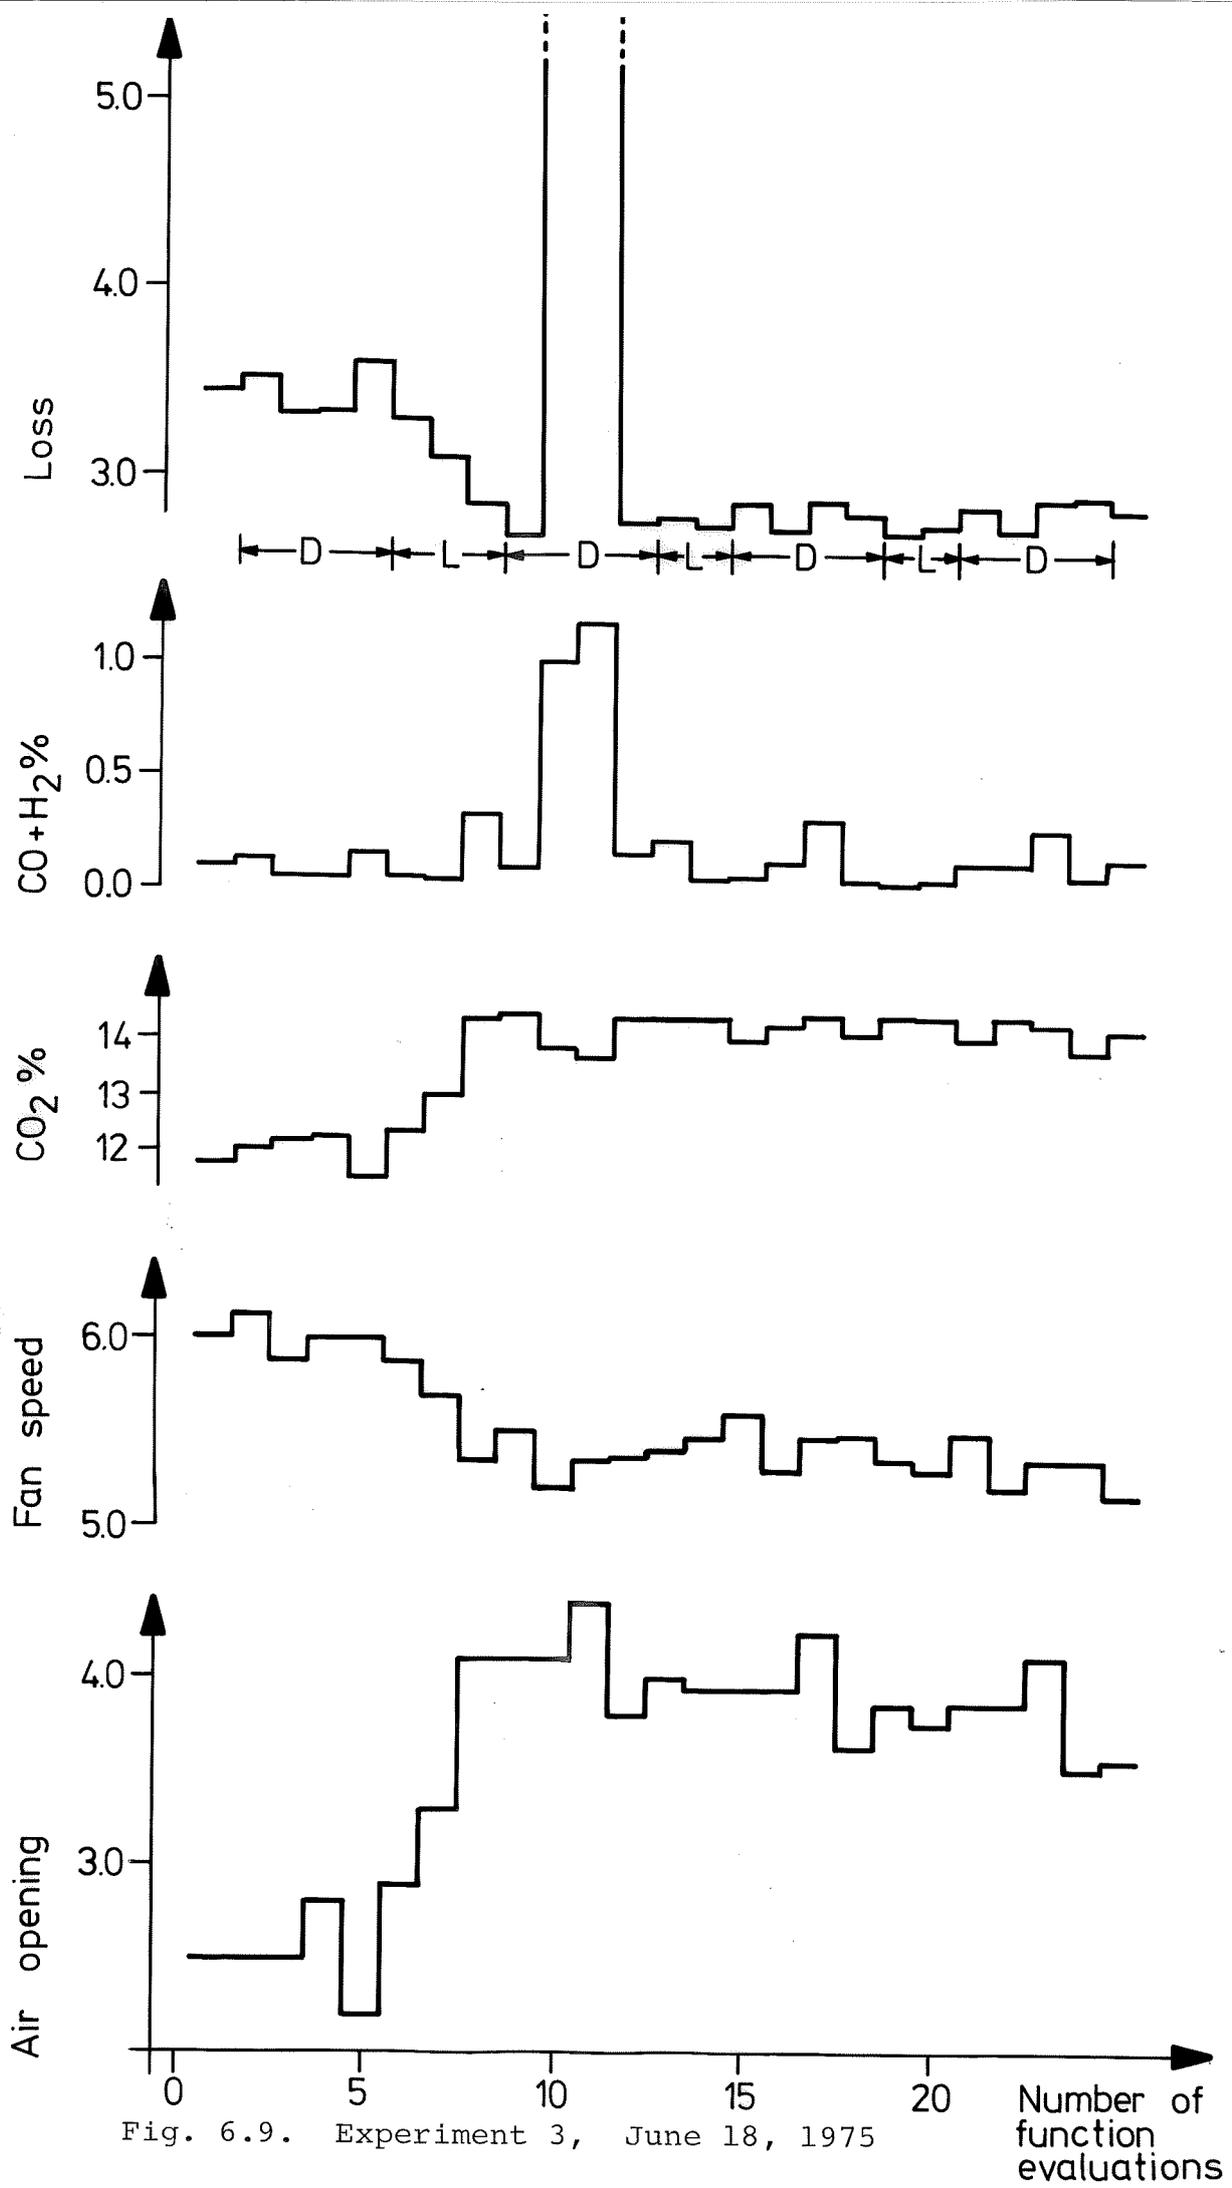 5.0
4.0
Loss
3.0
D L D L D L D
1.0
CO+H2%
0.5
0.0
14
CO2 %
13
12
6.0
Fan speed
5.0
4.0
Air opening
3.0
0 5 10 15 20 Number of
function
evaluations
Fig. 6.9. Experiment 3, June 18, 1975